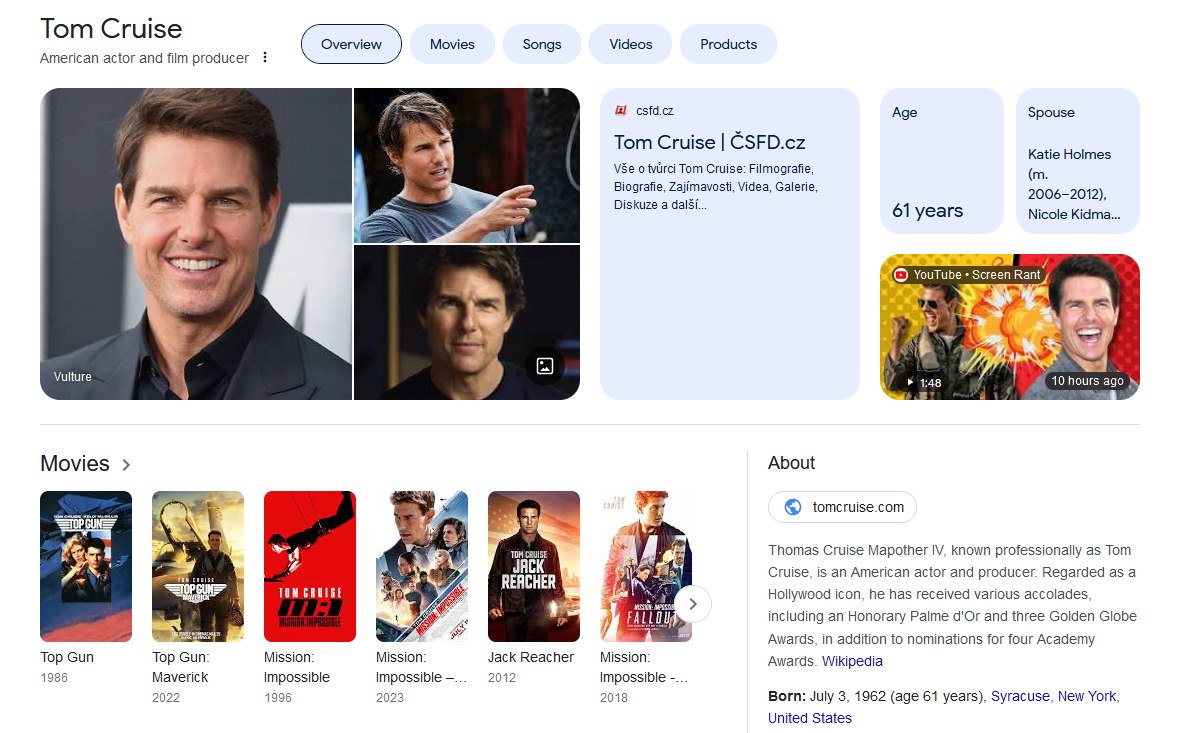 Tom Cruise
American actor and film producer
Overview
Movies
Songs
Videos
Products
Vulture
csfd.cz
Tom Cruise | ČSFD.cz
Vše o tvůrci Tom Cruise: Filmografie,
Biografie, Zajímavosti, Videa, Galerie,
Diskuze a další...
Age
61 years
Spouse
Katie Holmes
(m.
2006–2012),
Nicole Kidma...
YouTube • Screen Rant
1:48
10 hours ago
Movies
TOM CRUISE
KELLY McGILLIS
TOP GUN
TOM CRUISE
TOP GUN
MAVERICK
TOM CRUISE
M:I
MISSION:IMPOSSIBLE
MISSION: IMPOSSIBLE
TOM CRUISE
JACK
REACHER
TOM
CRUISE
MISSION: IMPOSSIBLE
FALLOUT
Top Gun
1986
Top Gun:
Maverick
2022
Mission:
Impossible
1996
Mission:
Impossible –...
2023
Jack Reacher
2012
Mission:
Impossible -...
2018
About
tomcruise.com
Thomas Cruise Mapother IV, known professionally as Tom
Cruise, is an American actor and producer. Regarded as a
Hollywood icon, he has received various accolades,
including an Honorary Palme d'Or and three Golden Globe
Awards, in addition to nominations for four Academy
Awards. Wikipedia
Born: July 3, 1962 (age 61 years), Syracuse, New York,
United States